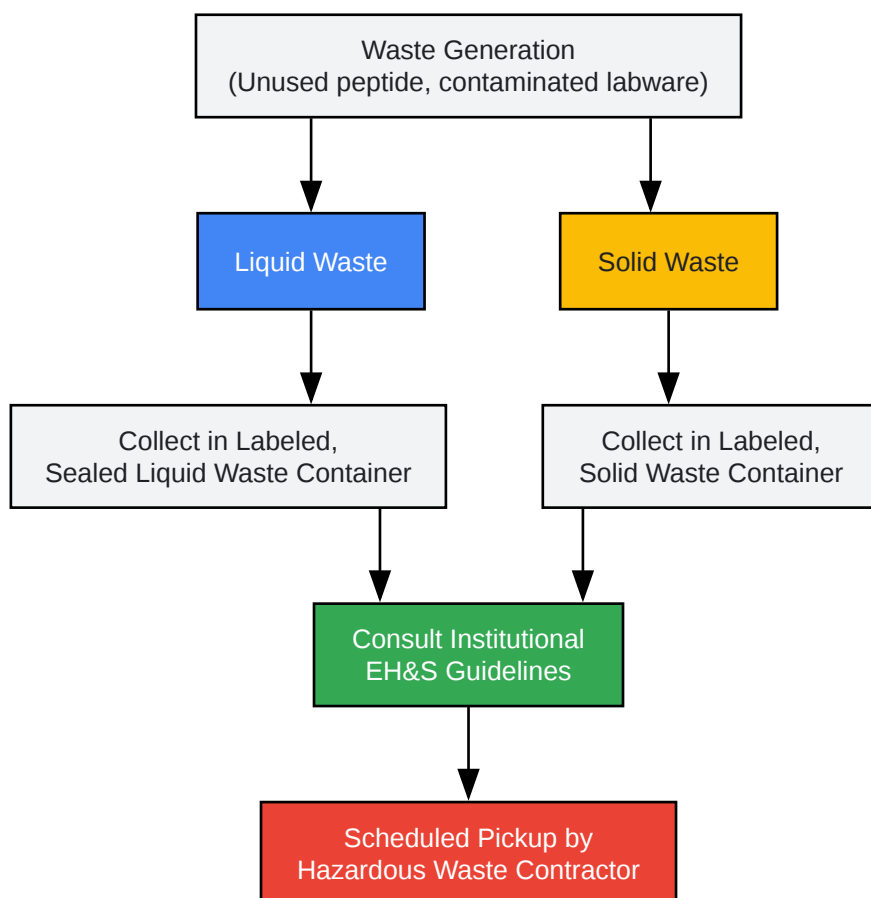 Waste Generation
(Unused peptide, contaminated labware)
Liquid Waste
Solid Waste
Collect in Labeled,
Sealed Liquid Waste Container
Collect in Labeled,
Solid Waste Container
Consult Institutional
EH&S Guidelines
Scheduled Pickup by
Hazardous Waste Contractor